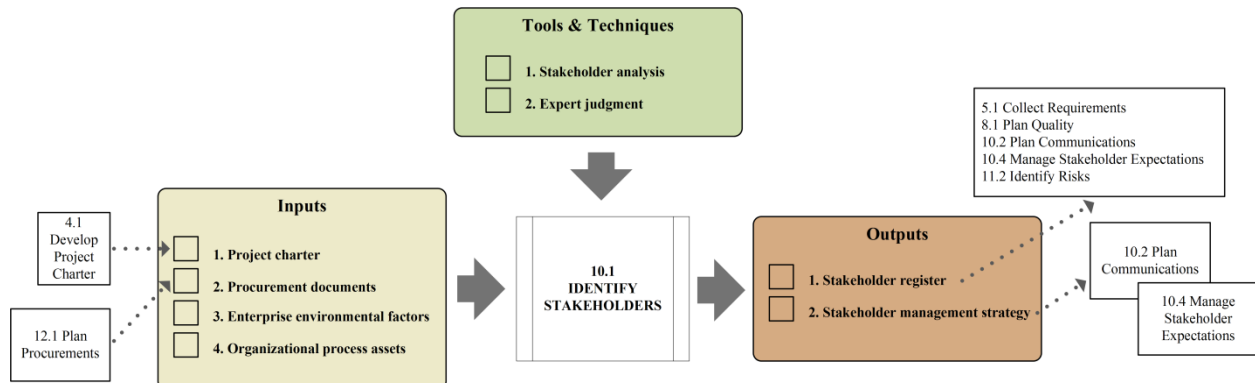 Tools & Techniques
1. Stakeholder analysis
2. Expert judgment
5.1 Collect Requirements
8.1 Plan Quality
10.2 Plan Communications
10.4 Manage Stakeholder Expectations
11.2 Identify Risks
4.1
Develop
Project
Charter
12.1 Plan
Procurements
Inputs
1. Project charter
2. Procurement documents
3. Enterprise environmental factors
4. Organizational process assets
10.1
IDENTIFY
STAKEHOLDERS
Outputs
1. Stakeholder register
2. Stakeholder management strategy
10.2 Plan
Communications
10.4 Manage
Stakeholder
Expectations